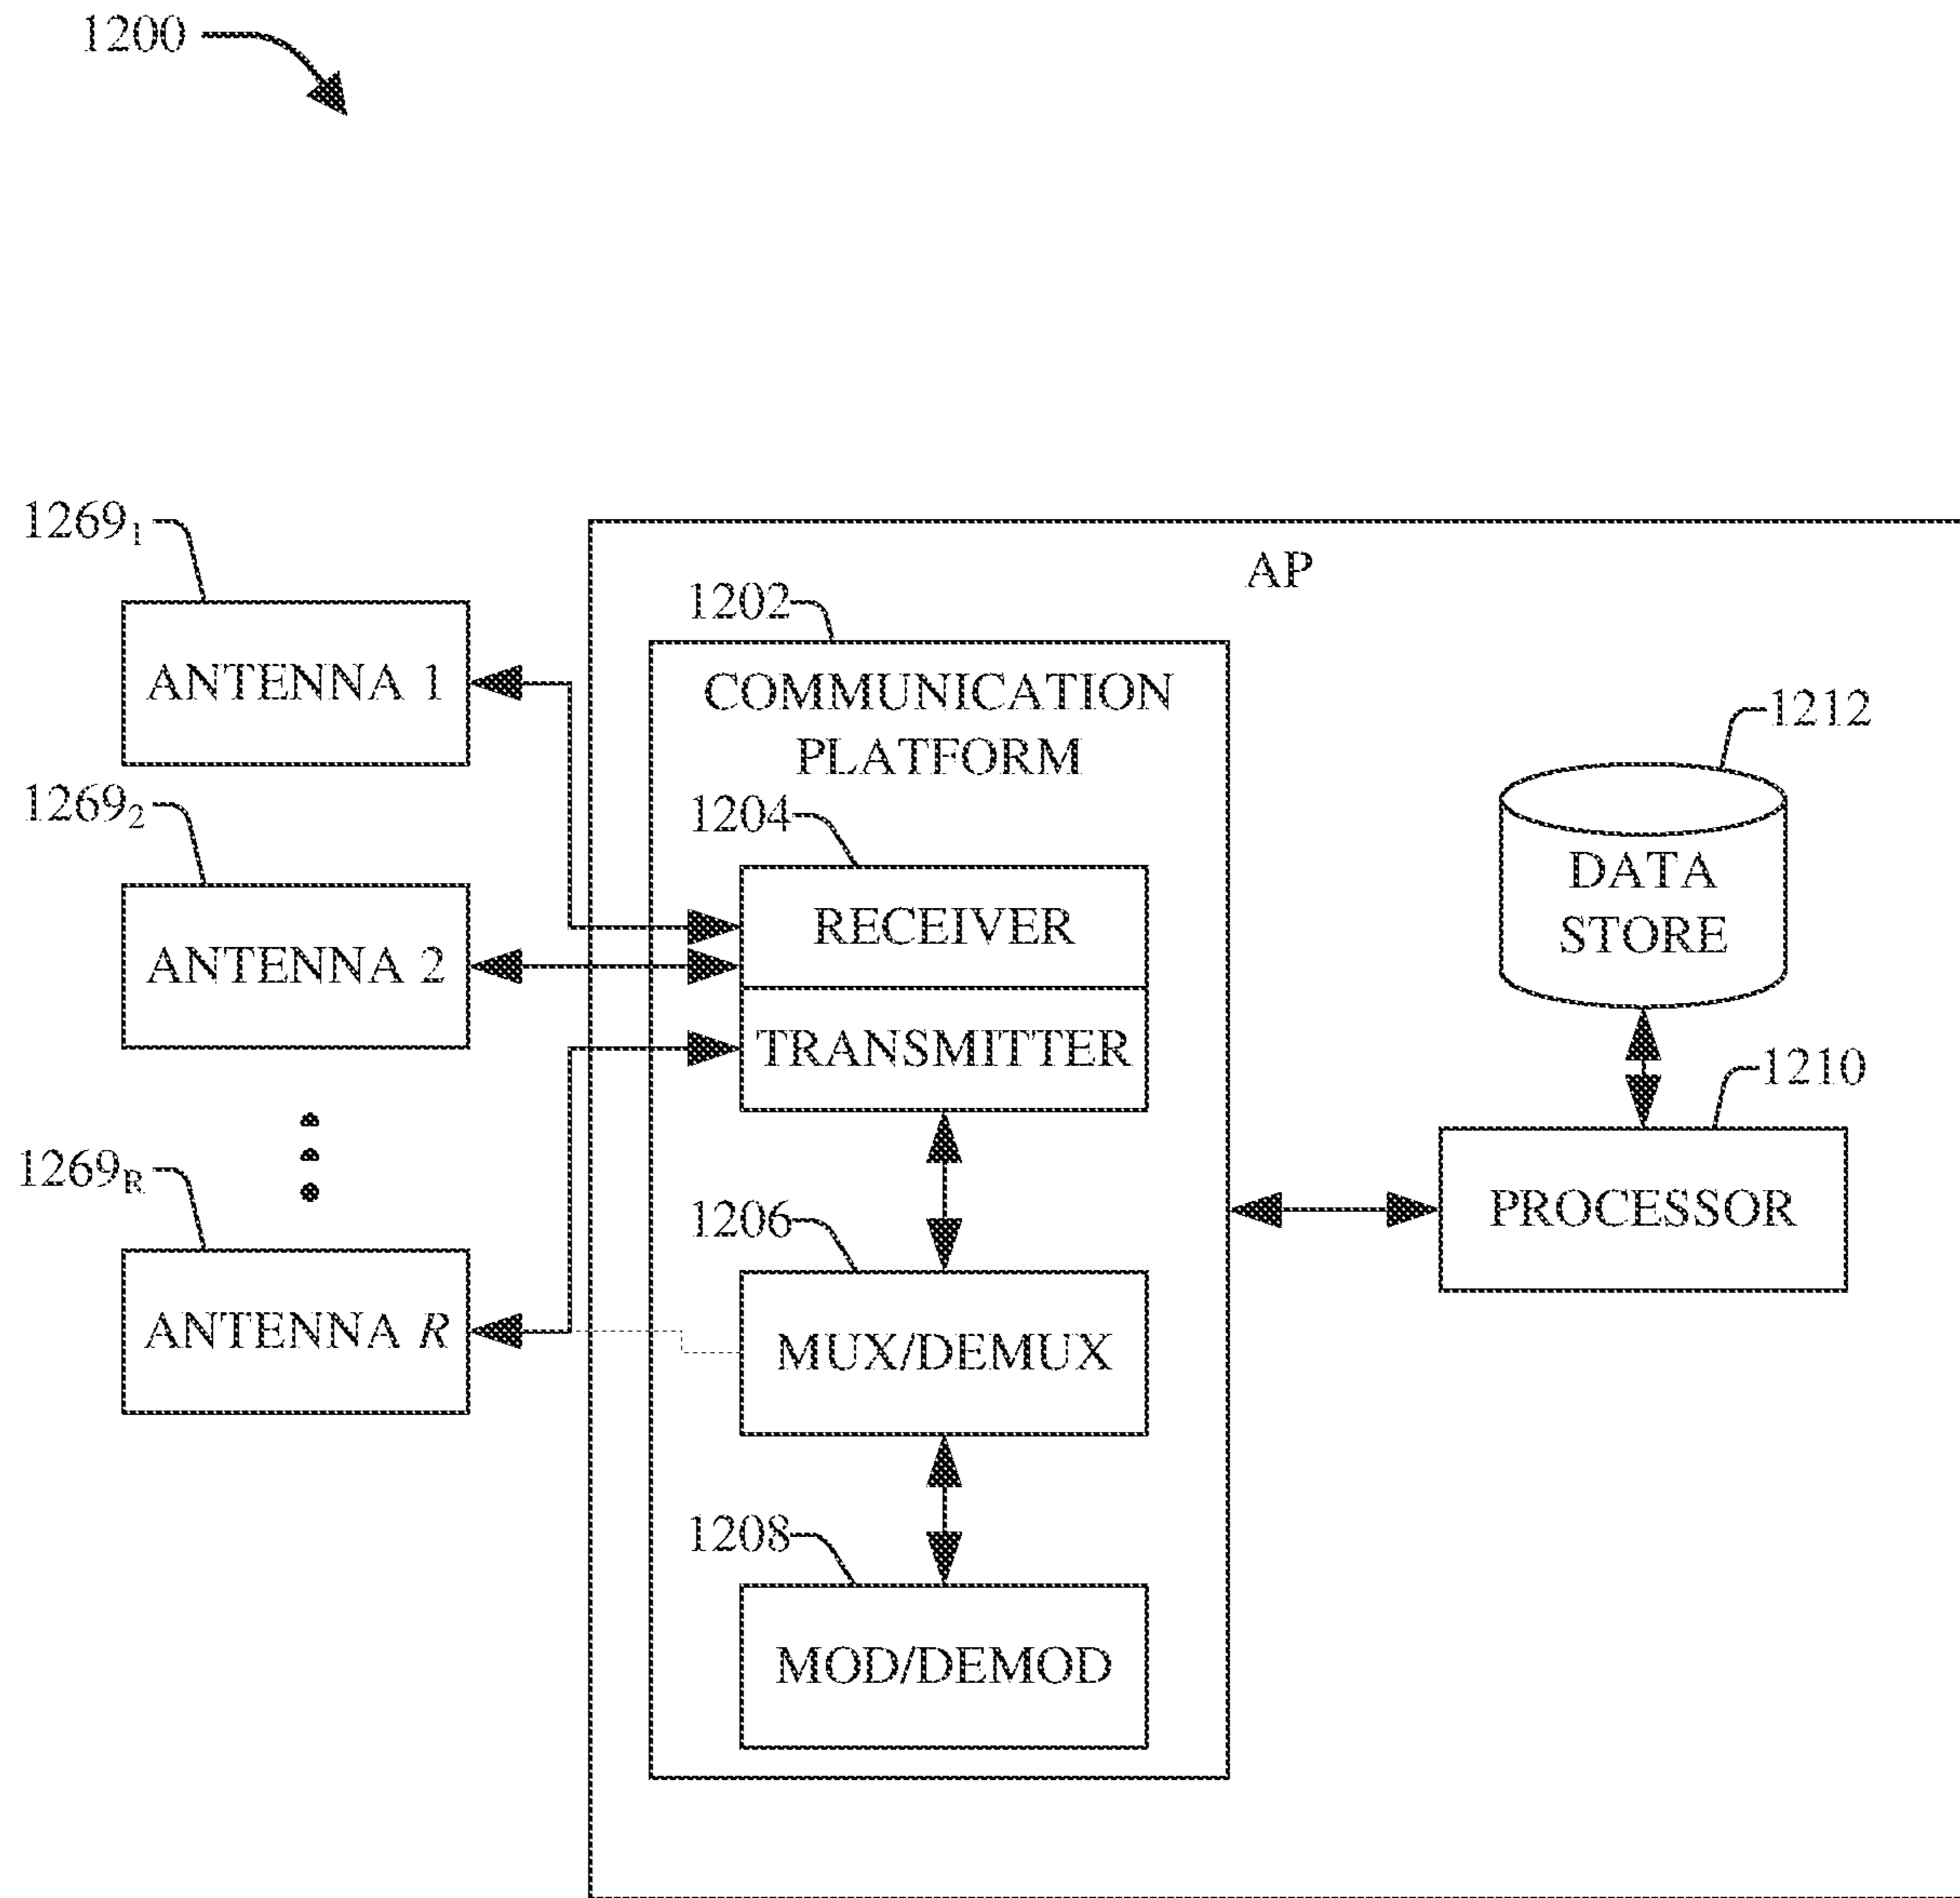 1200
1269₁
ANTENNA 1
1269₂
ANTENNA 2
1269R
ANTENNA R
AP
1202
COMMUNICATION
PLATFORM
1204
RECEIVER
TRANSMITTER
1206
MUX/DEMUX
1208
MOD/DEMOD
1212
DATA
STORE
1210
PROCESSOR